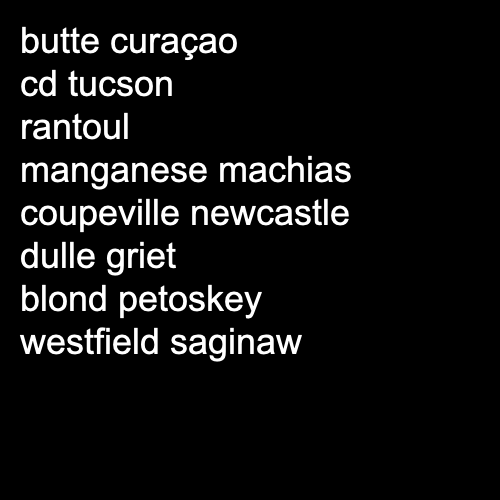 butte curaçao
cd tucson
rantoul
manganese machias
coupeville newcastle
dulle griet
blond petoskey
westfield saginaw